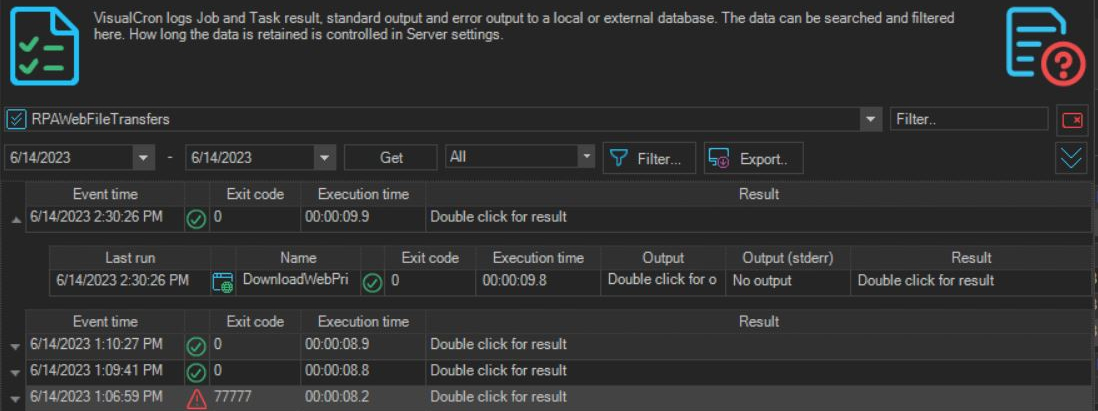 VisualCron logs Job and Task result, standard output and error output to a local or external database. The data can be searched and filtered
here. How long the data is retained is controlled in Server settings.
RPAWebFileTransfers Filter..
6/14/2023 - 6/14/2023 Get All Filter... Export..
Event time Exit code Execution time Result
6/14/2023 2:30:26 PM 0 00:00:09.9 Double click for result
Last run Name Exit code Execution time Output Output (stderr) Result
6/14/2023 2:30:26 PM DownloadWebPri 0 00:00:09.8 Double click for o No output Double click for result
Event time Exit code Execution time Result
6/14/2023 1:10:27 PM 0 00:00:08.9 Double click for result
6/14/2023 1:09:41 PM 0 00:00:08.8 Double click for result
6/14/2023 1:06:59 PM 77777 00:00:08.2 Double click for result